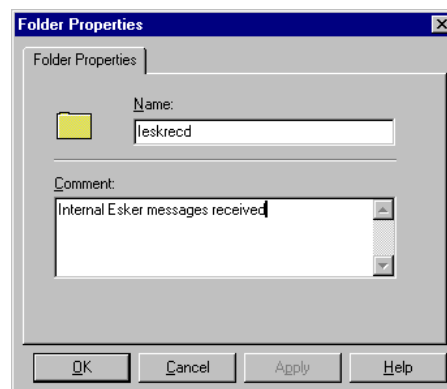 Folder Properties
Folder Properties
Name:
Ieskrecd
Comment:
Internal Esker messages received
OK
Cancel
Apply
Help